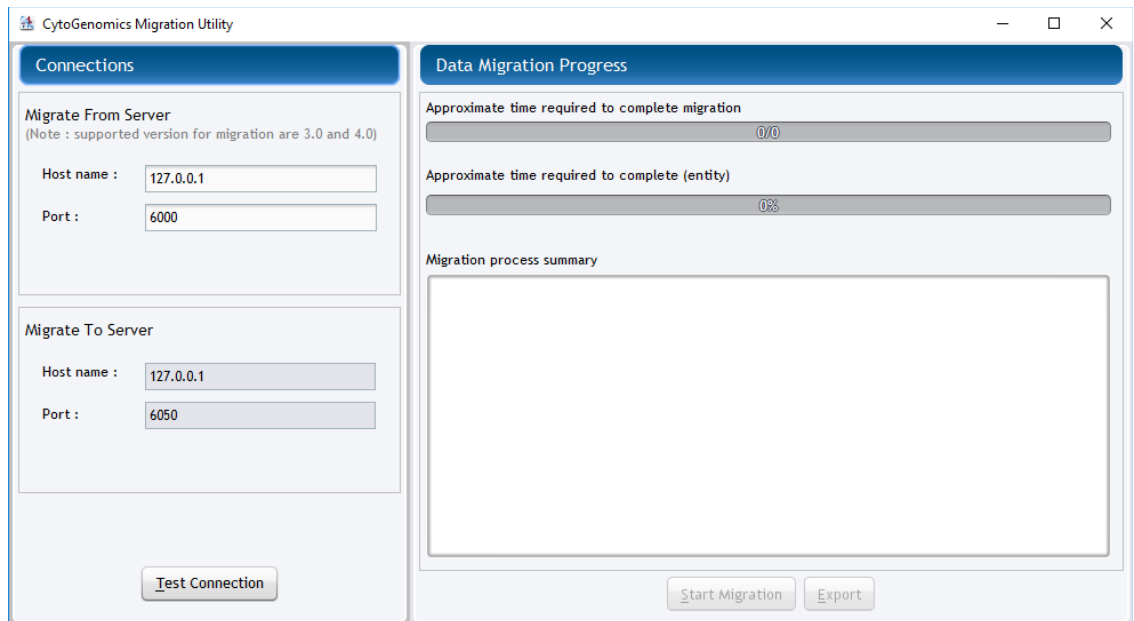 CytoGenomics Migration Utility
Connections
Migrate From Server
(Note : supported version for migration are 3.0 and 4.0)
Host name : 127.0.0.1
Port : 6000
Migrate To Server
Host name : 127.0.0.1
Port : 6050
Test Connection
Data Migration Progress
Approximate time required to complete migration
0/0
Approximate time required to complete (entity)
0%
Migration process summary
Start Migration Export